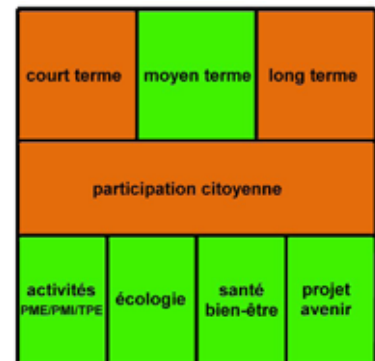 court terme moyen terme long terme
participation citoyenne
activités
PME/PMI/TPE
écologie
santé
bien-être
projet
avenir